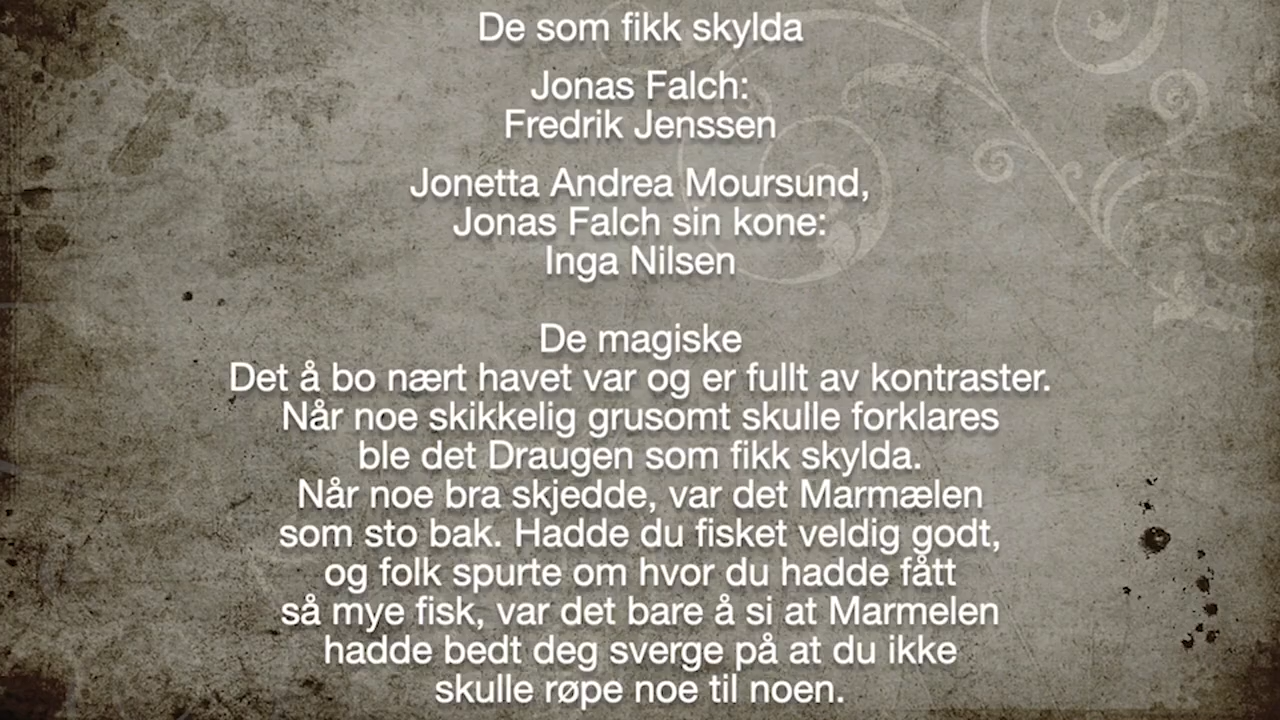 De som fikk skylda
Jonas Falch:
Fredrik Jenssen
Jonetta Andrea Moursund,
Jonas Falch sin kone:
Inga Nilsen
De magiske
Det å bo nært havet var og er fullt av kontraster.
Når noe skikkelig grusomt skulle forklares
ble det Draugen som fikk skylda.
Når noe bra skjedde, var det Marmælen
som sto bak. Hadde du fisket veldig godt,
og folk spurte om hvor du hadde fått
så mye fisk, var det bare å si at Marmelen
hadde bedt deg sverge på at du ikke
skulle røpe noe til noen.